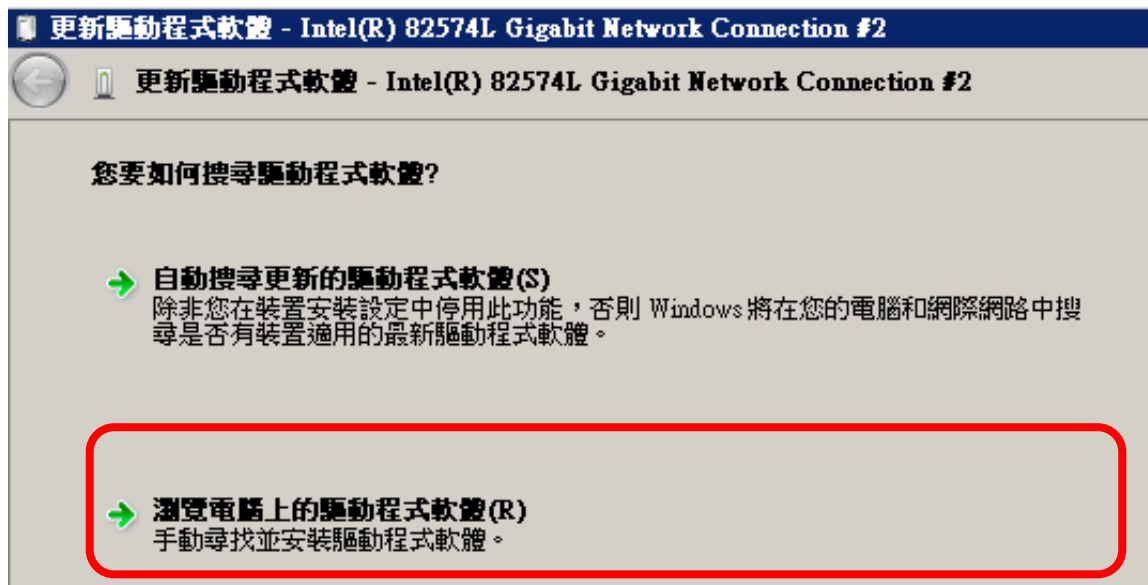 更新驅動程式軟體 - Intel(R) 82574L Gigabit Network Connection #2
更新驅動程式軟體 - Intel(R) 82574L Gigabit Network Connection #2
您要如何搜尋驅動程式軟體?
自動搜尋更新的驅動程式軟體(S)
除非您在裝置安裝設定中停用此功能，否則 Windows 將在您的電腦和網際網路中搜
尋是否有裝置適用的最新驅動程式軟體。
瀏覽電腦上的驅動程式軟體(R)
手動尋找並安裝驅動程式軟體。